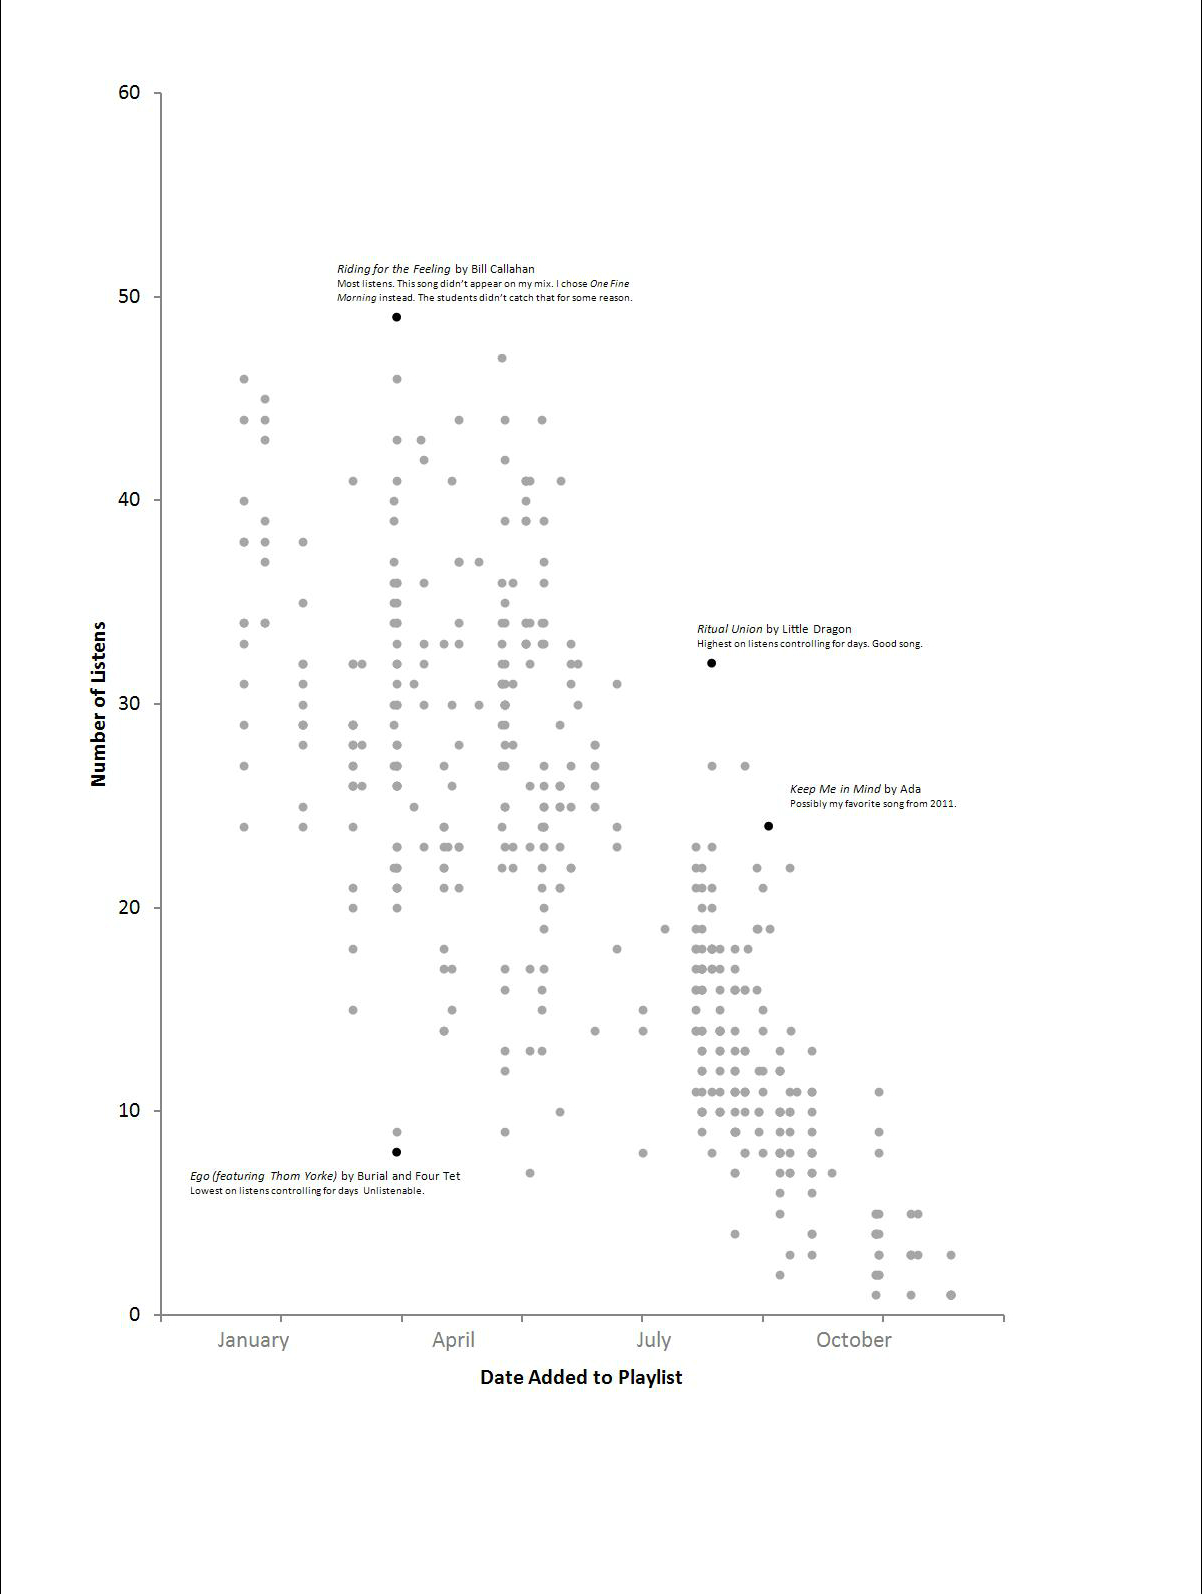 60
Riding for the Feeling by Bill Callahan
Most listens. This song didn't appear on my mix. I chose One Fine
Morning instead. The students didn't catch that for some reason.
50
40
Ritual Union by Little Dragon
Highest on listens controlling for days. Good song.
Number of Listens
30
Keep Me in Mind by Ada
Possibly my favorite song from 2011.
20
10
Ego (featuring Thom Yorke) by Burial and Four Tet
Lowest on listens controlling for days Unlistenable.
0
January April July October
Date Added to Playlist